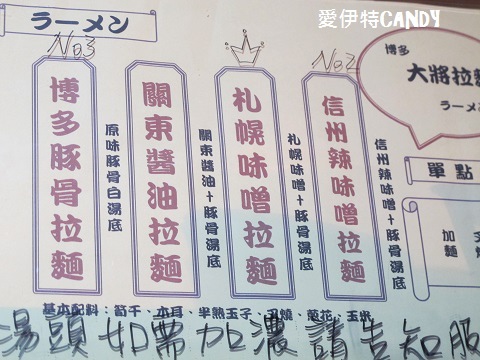 愛伊特CANDY
ラーメン
No3
博多豚骨拉麵
原味豚骨白湯底
關東醬油拉麵
關東醬油+豚骨湯底
札幌味噌拉麵
札幌味噌+豚骨湯底
No2
信州辣味噌拉麵
信州辣味噌+豚骨湯底
博多
大將拉麵
ラーメ
單點
加麵
基本配料:筍干、本耳、半熟玉子、叉燒、蔥花、玉米
湯頭如需加濃請告知服